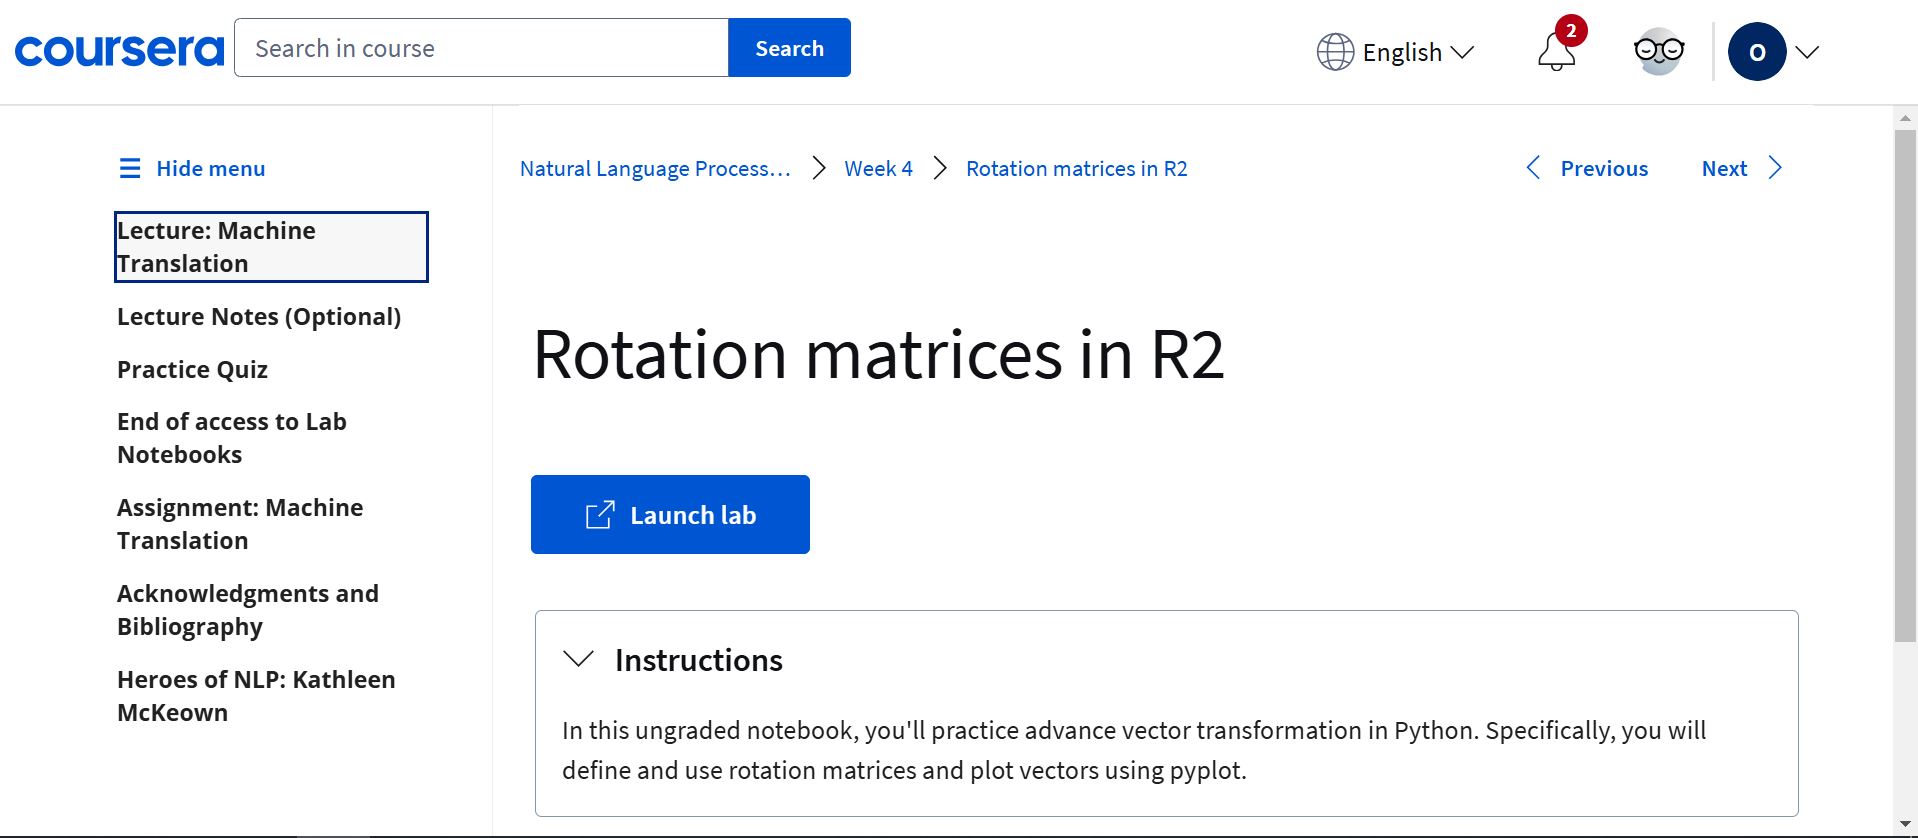 coursera
Search in course
Search
English
2
O
Hide menu
Natural Language Process...
Week 4
Rotation matrices in R2
Previous
Next
Lecture: Machine
Translation
Lecture Notes (Optional)
Practice Quiz
End of access to Lab
Notebooks
Assignment: Machine
Translation
Acknowledgments and
Bibliography
Heroes of NLP: Kathleen
McKeown
Rotation matrices in R2
Launch lab
Instructions
In this ungraded notebook, you'll practice advance vector transformation in Python. Specifically, you will
define and use rotation matrices and plot vectors using pyplot.